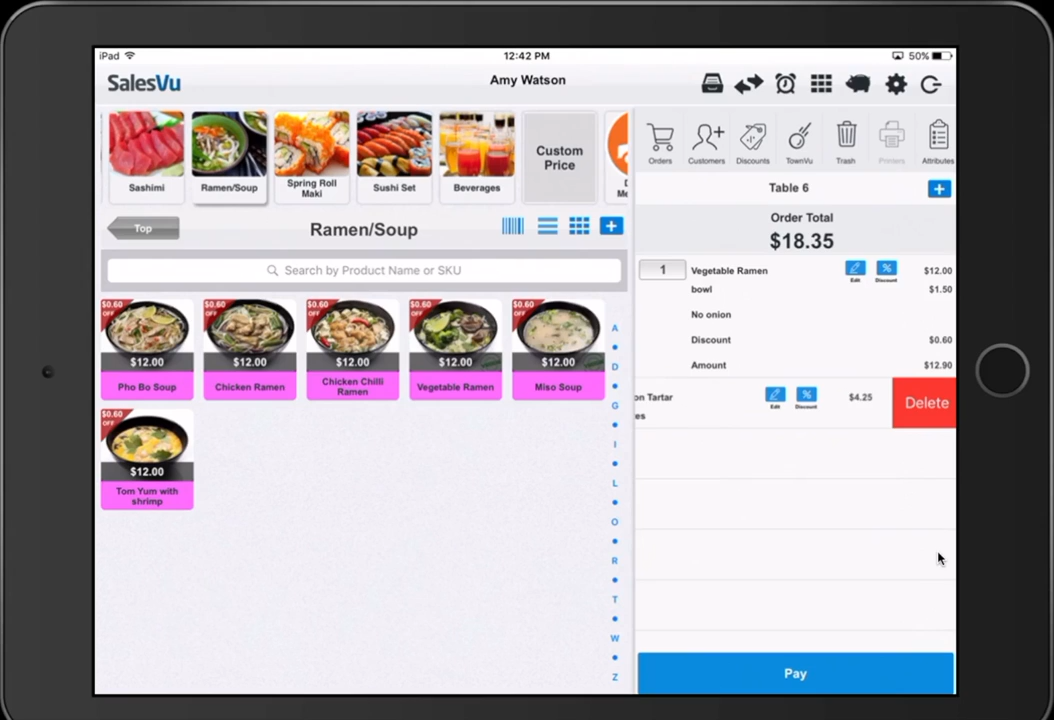 iPad
12:42 PM
50%
SalesVu
Amy Watson
Sashimi
Ramen/Soup
Spring Roll
Maki
Sushi Set
Beverages
Custom
Price
Orders
Customers
Discounts
TownVu
Trash
Printers
Attributes
Table 6
Top
Ramen/Soup
Order Total
$18.35
Search by Product Name or SKU
1
Vegetable Ramen
Edit
Discount
$12.00
bowl
$1.50
No onion
Discount
$0.60
Amount
$12.90
on Tartar
es
Edit
Discount
$4.25
Delete
$0.60
OFF
$12.00
Pho Bo Soup
$0.60
OFF
$12.00
Chicken Ramen
$0.60
OFF
$12.00
Chicken Chilli
Ramen
$0.60
OFF
$12.00
Vegetable Ramen
$0.60
OFF
$12.00
Miso Soup
$0.60
OFF
$12.00
Tom Yum with
shrimp
A
D
G
I
L
O
R
T
W
Z
Pay